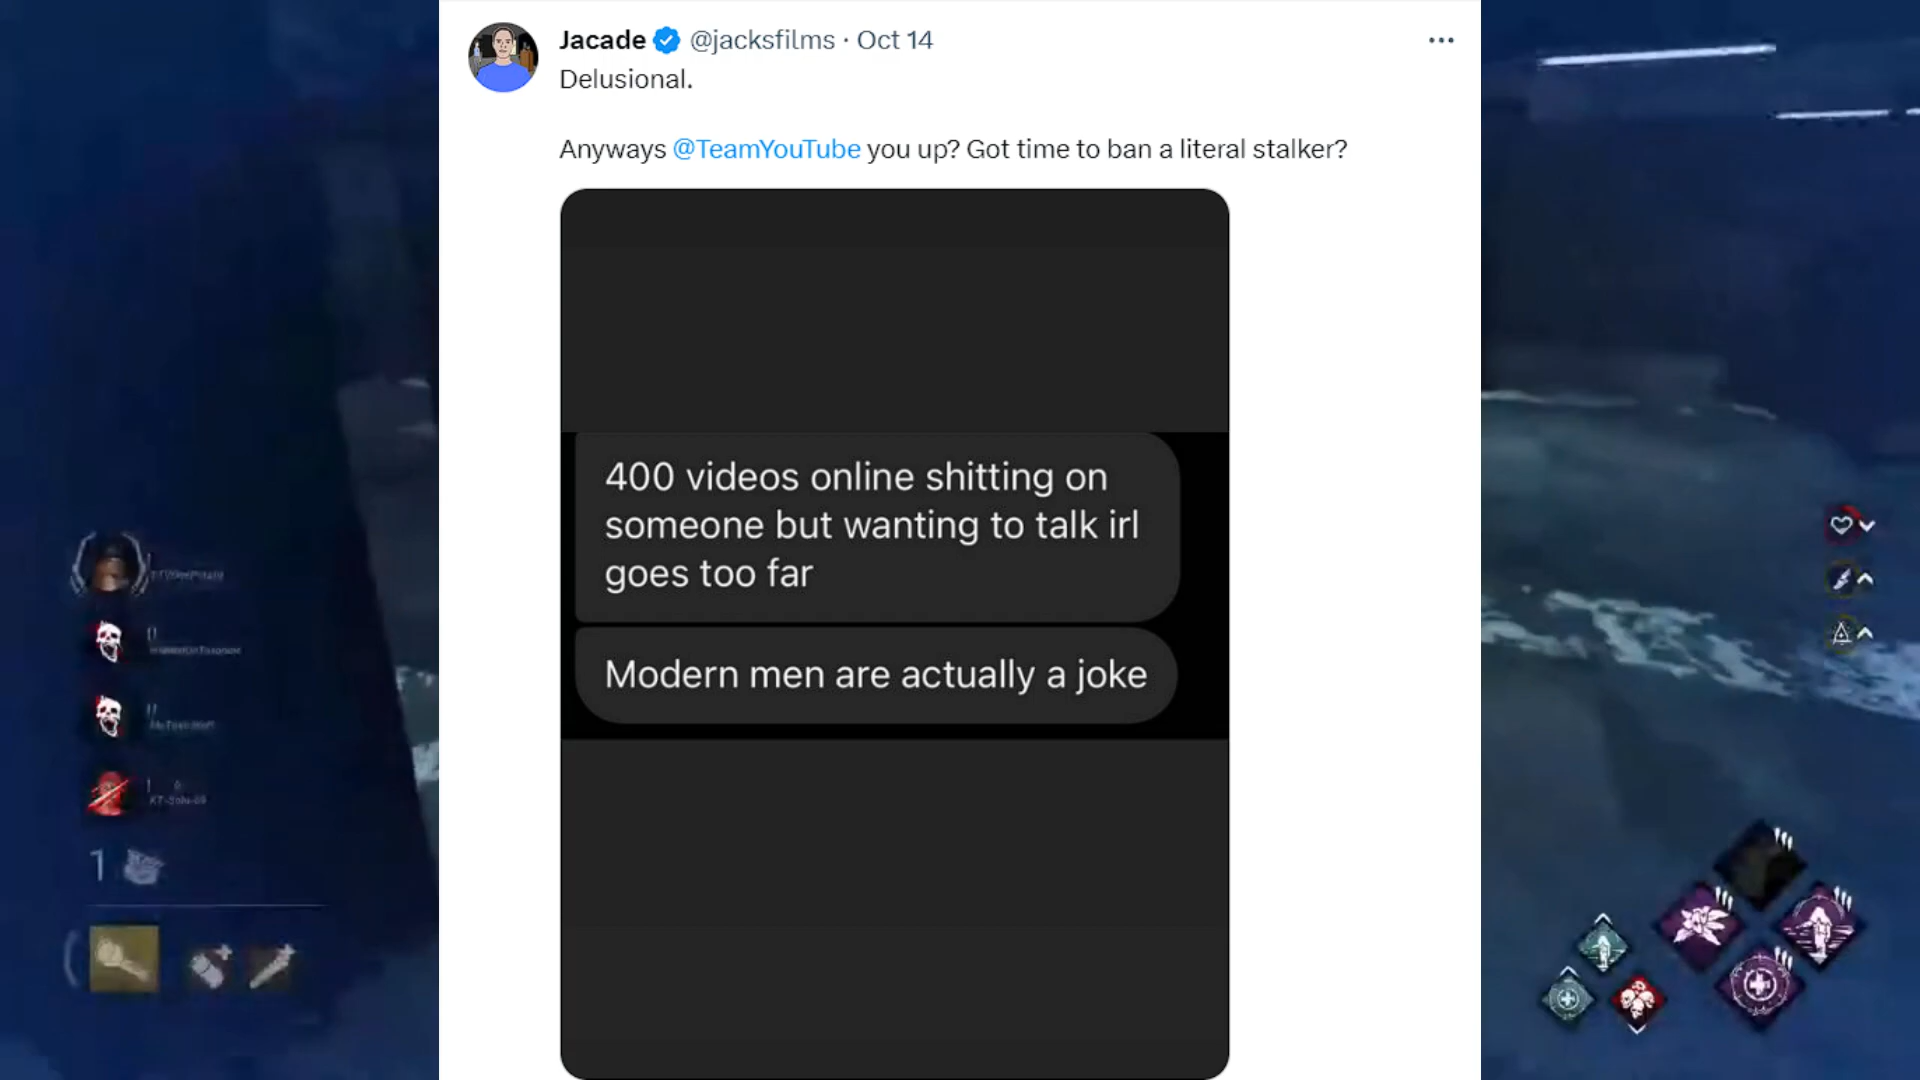 Jacade @jacksfilms · Oct 14
Delusional.
Anyways @TeamYouTube you up? Got time to ban a literal stalker?
400 videos online shitting on
someone but wanting to talk irl
goes too far
Modern men are actually a joke
1